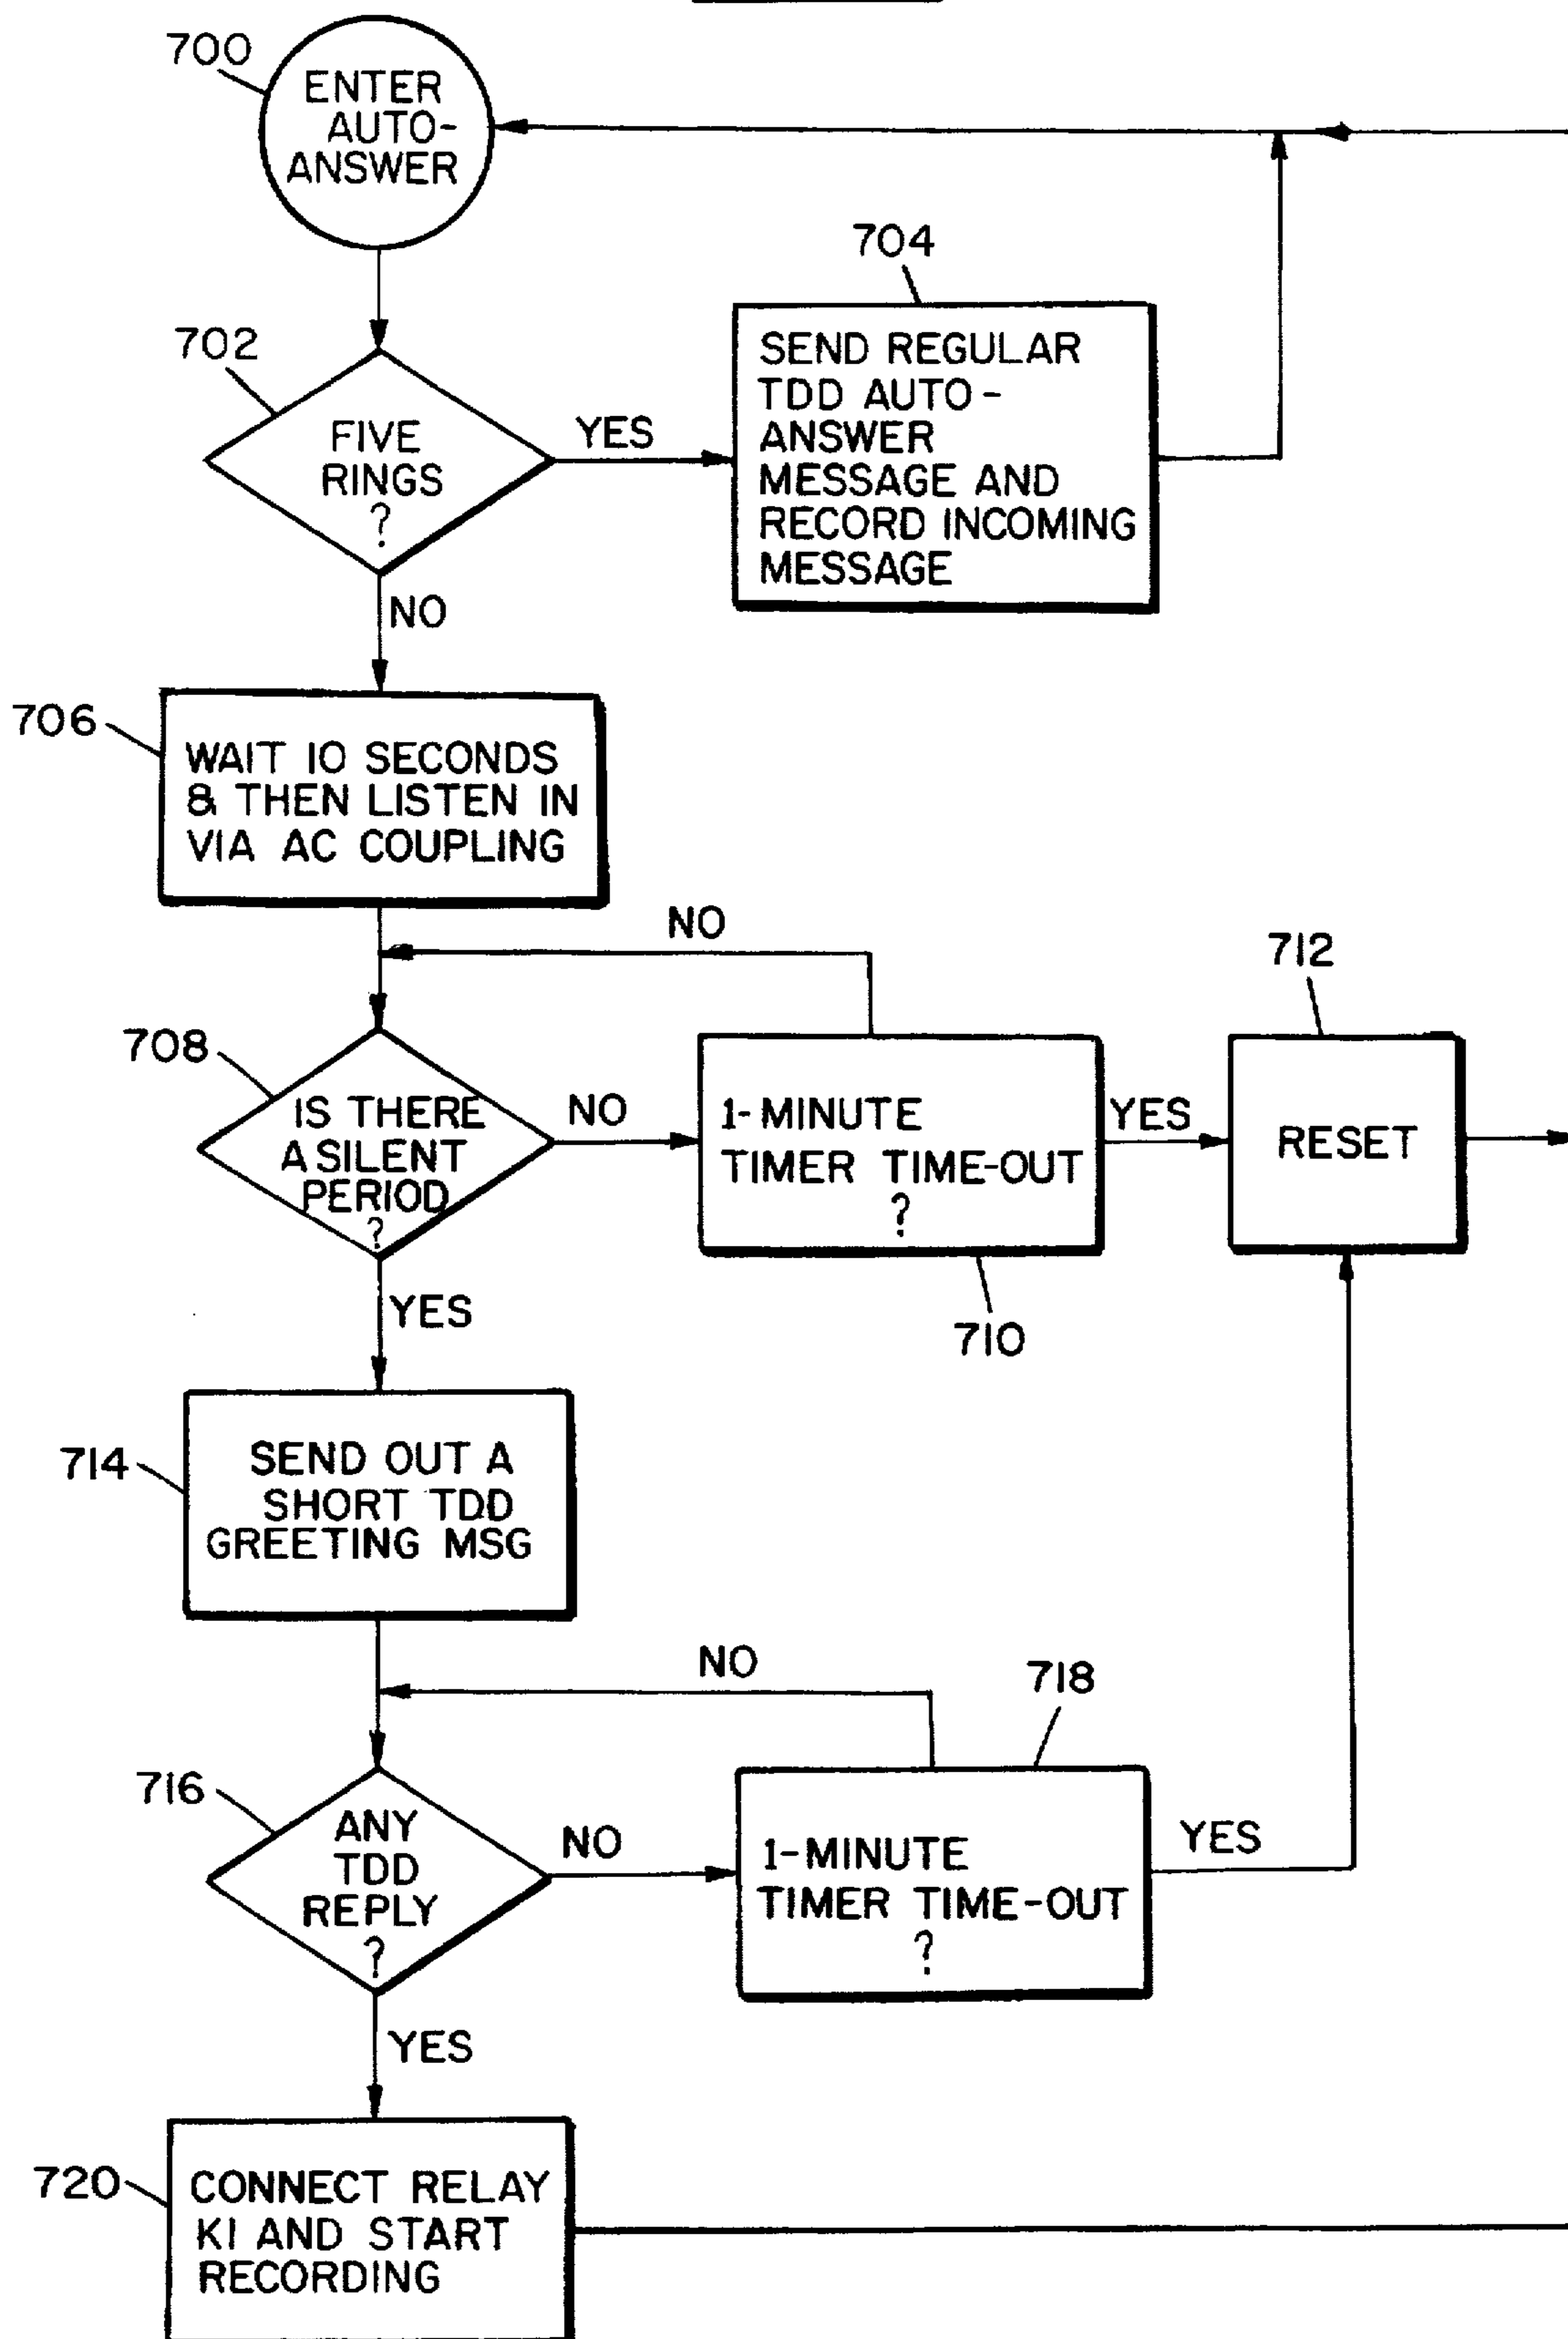 700
ENTER
AUTO-
ANSWER
704
702
FIVE
RINGS
?
YES
SEND REGULAR
TDD AUTO-
ANSWER
MESSAGE AND
RECORD INCOMING
MESSAGE
NO
706
WAIT 10 SECONDS
& THEN LISTEN IN
VIA AC COUPLING
NO
712
708
IS THERE
A SILENT
PERIOD
?
NO
1-MINUTE
TIMER TIME-OUT
?
YES
RESET
710
YES
714
SEND OUT A
SHORT TDD
GREETING MSG
NO
718
716
ANY
TDD
REPLY
?
NO
1-MINUTE
TIMER TIME-OUT
?
YES
YES
720
CONNECT RELAY
K1 AND START
RECORDING